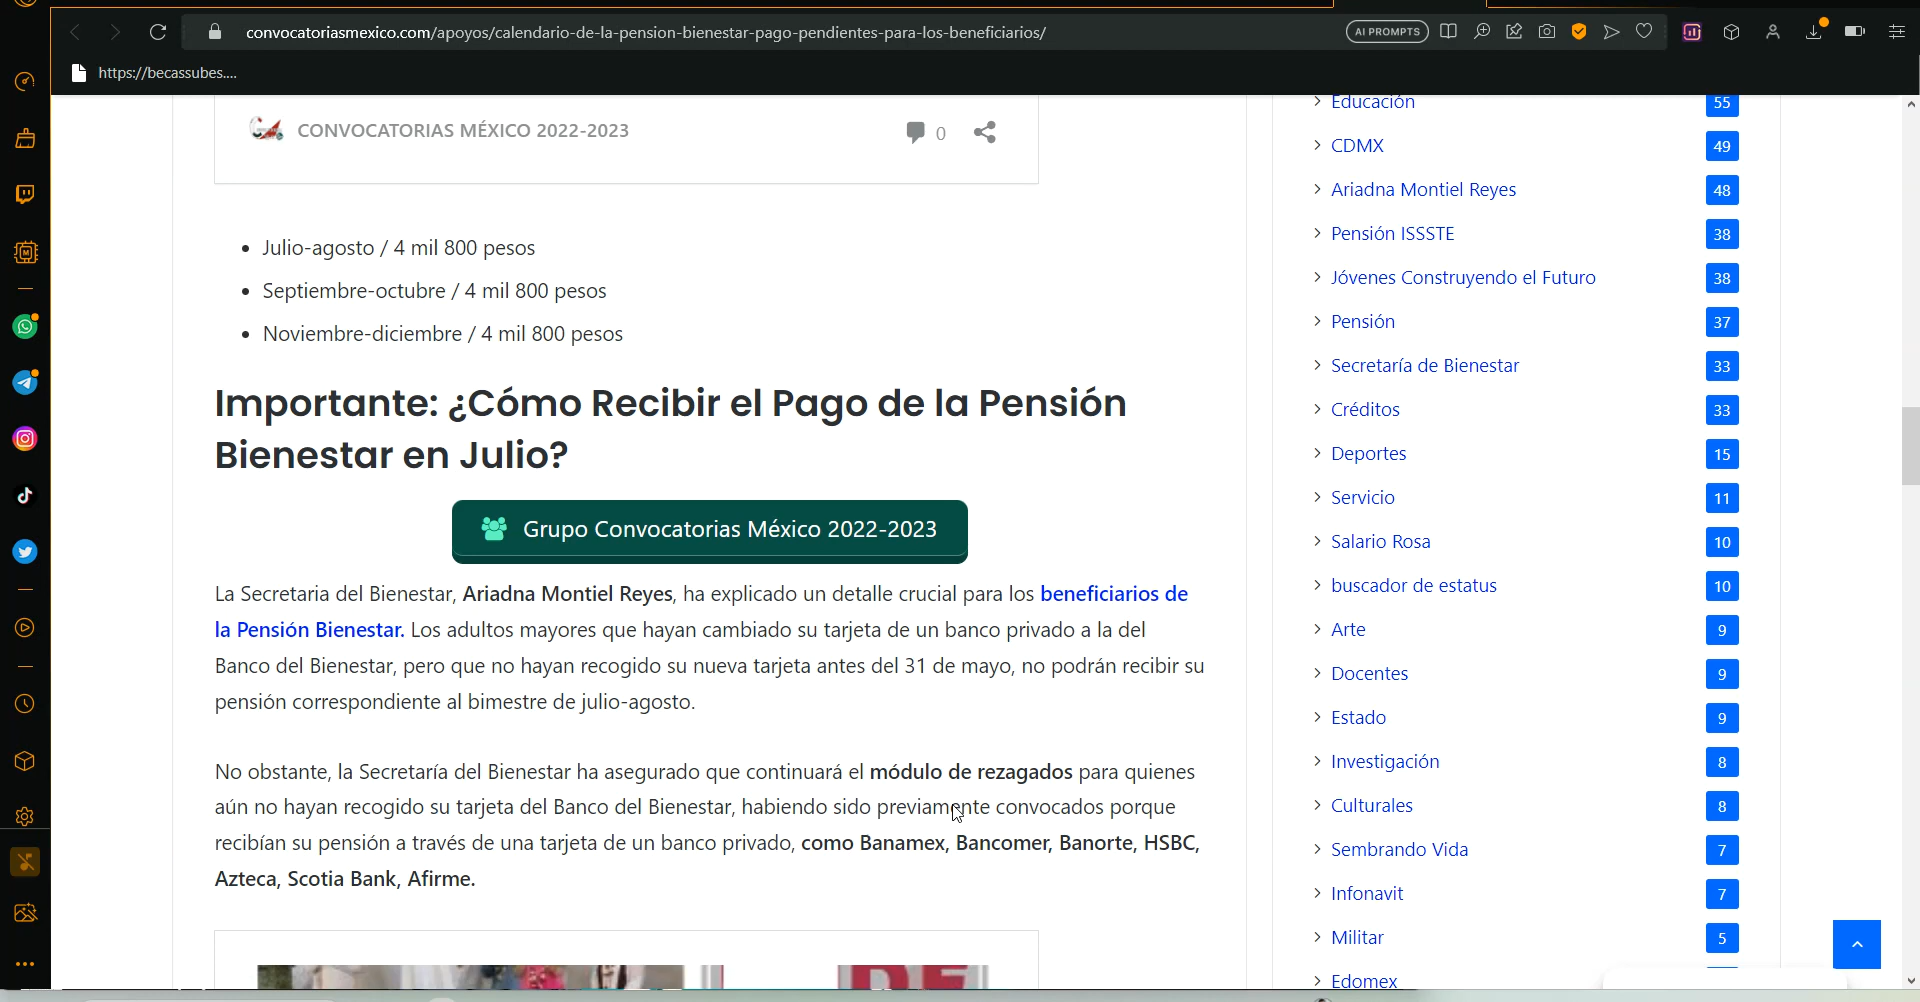 convocatoriasmexico.com/apoyos/calendario-de-la-pension-bienestar-pago-pendientes-para-los-beneficiarios/
AI PROMPTS
https://becassubes....
CONVOCATORIAS MÉXICO 2022-2023
0
• Julio-agosto / 4 mil 800 pesos
• Septiembre-octubre / 4 mil 800 pesos
• Noviembre-diciembre / 4 mil 800 pesos
Importante: ¿Cómo Recibir el Pago de la Pensión
Bienestar en Julio?
Grupo Convocatorias México 2022-2023
La Secretaria del Bienestar, Ariadna Montiel Reyes, ha explicado un detalle crucial para los beneficiarios de
la Pensión Bienestar. Los adultos mayores que hayan cambiado su tarjeta de un banco privado a la del
Banco del Bienestar, pero que no hayan recogido su nueva tarjeta antes del 31 de mayo, no podrán recibir su
pensión correspondiente al bimestre de julio-agosto.
No obstante, la Secretaría del Bienestar ha asegurado que continuará el módulo de rezagados para quienes
aún no hayan recogido su tarjeta del Banco del Bienestar, habiendo sido previamente convocados porque
recibían su pensión a través de una tarjeta de un banco privado, como Banamex, Bancomer, Banorte, HSBC,
Azteca, Scotia Bank, Afirme.
DE
Educación 55
CDMX 49
Ariadna Montiel Reyes 48
Pensión ISSSTE 38
Jóvenes Construyendo el Futuro 38
Pensión 37
Secretaría de Bienestar 33
Créditos 33
Deportes 15
Servicio 11
Salario Rosa 10
buscador de estatus 10
Arte 9
Docentes 9
Estado 9
Investigación 8
Culturales 8
Sembrando Vida 7
Infonavit 7
Militar 5
Edomex